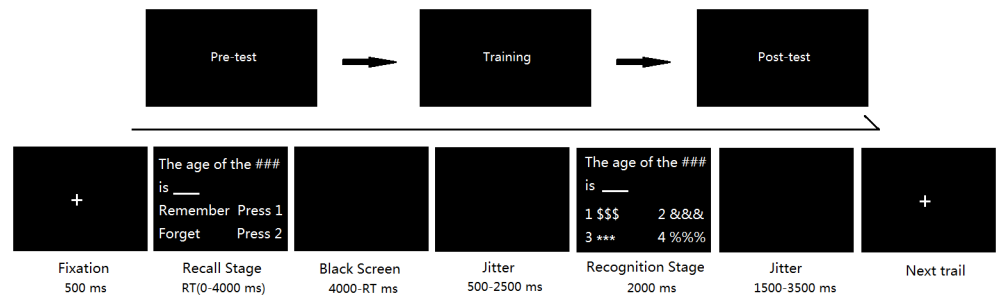 Pre-test
Training
Post-test
+
The age of the ###
is ____
Remember Press 1
Forget Press 2
The age of the ###
is ____
1 $$$ 2 &&&
3 *** 4 %%%
+
Fixation
500 ms
Recall Stage
RT(0-4000 ms)
Black Screen
4000-RT ms
Jitter
500-2500 ms
Recognition Stage
2000 ms
Jitter
1500-3500 ms
Next trail